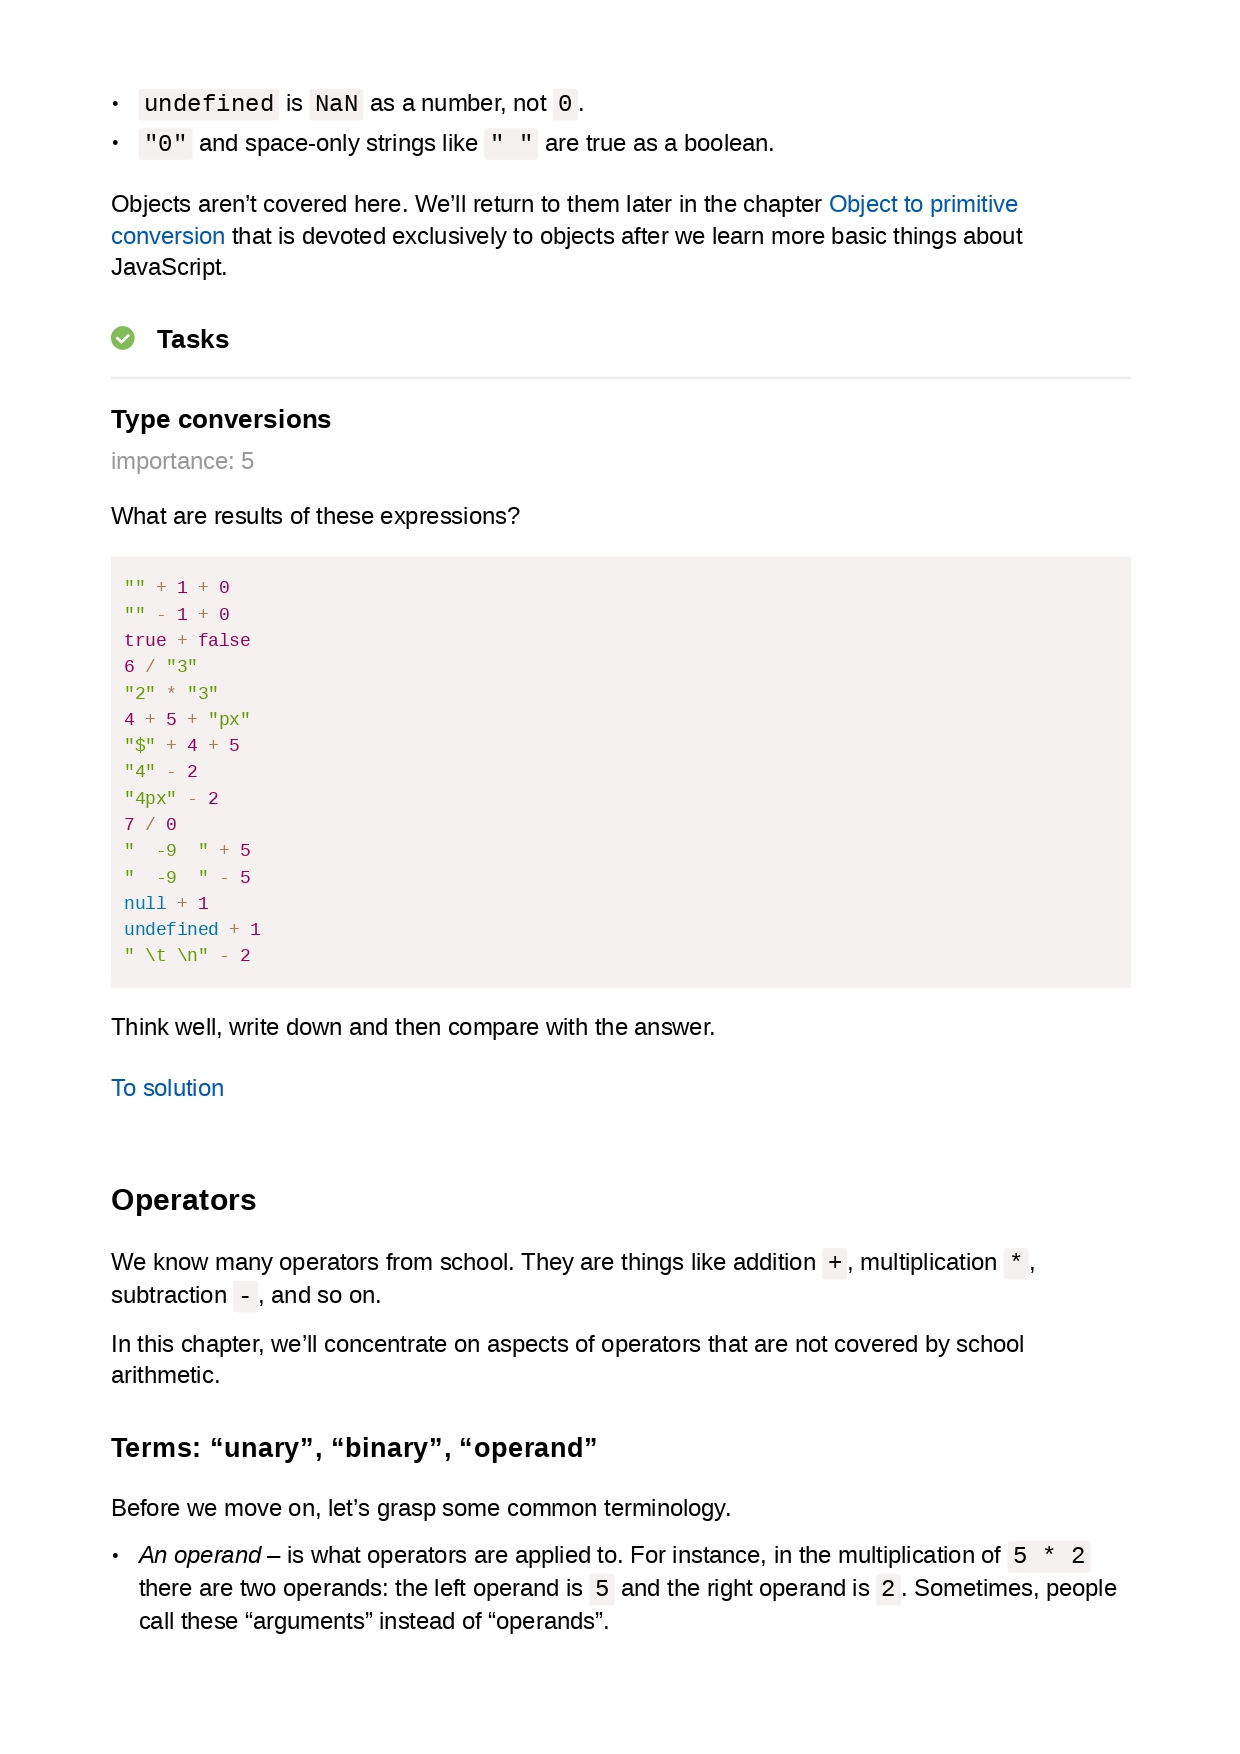 • undefined is NaN as a number, not 0.
• "0" and space-only strings like " " are true as a boolean.
Objects aren’t covered here. We’ll return to them later in the chapter Object to primitive
conversion that is devoted exclusively to objects after we learn more basic things about
JavaScript.
Tasks
Type conversions
importance: 5
What are results of these expressions?
"" + 1 + 0
"" - 1 + 0
true + false
6 / "3"
"2" * "3"
4 + 5 + "px"
"$" + 4 + 5
"4" - 2
"4px" - 2
7 / 0
"  -9  " + 5
"  -9  " - 5
null + 1
undefined + 1
" \t \n" - 2
Think well, write down and then compare with the answer.
To solution
Operators
We know many operators from school. They are things like addition +, multiplication *,
subtraction -, and so on.
In this chapter, we’ll concentrate on aspects of operators that are not covered by school
arithmetic.
Terms: “unary”, “binary”, “operand”
Before we move on, let’s grasp some common terminology.
• An operand – is what operators are applied to. For instance, in the multiplication of 5 * 2
there are two operands: the left operand is 5 and the right operand is 2. Sometimes, people
call these “arguments” instead of “operands”.